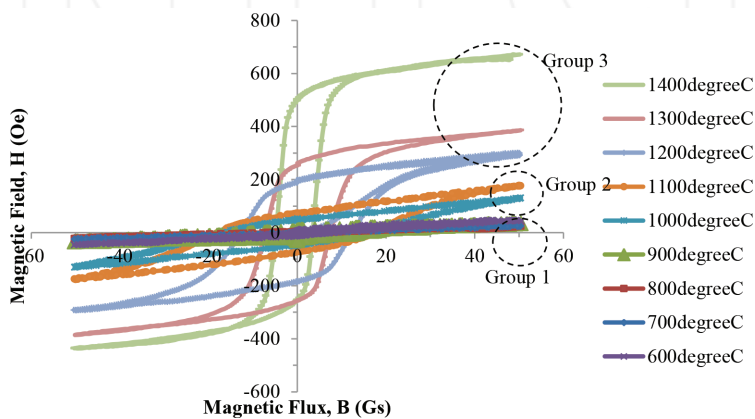 800
600
400
200
0
-200
-400
-600
60
-20
0
20
40
60
Magnetic Field, H (Oe)
Magnetic Flux, B (Gs)
Group 3
Group 2
Group 1
1400degreeC
1300degreeC
1200degreeC
1100degreeC
1000degreeC
900degreeC
800degreeC
700degreeC
600degreeC